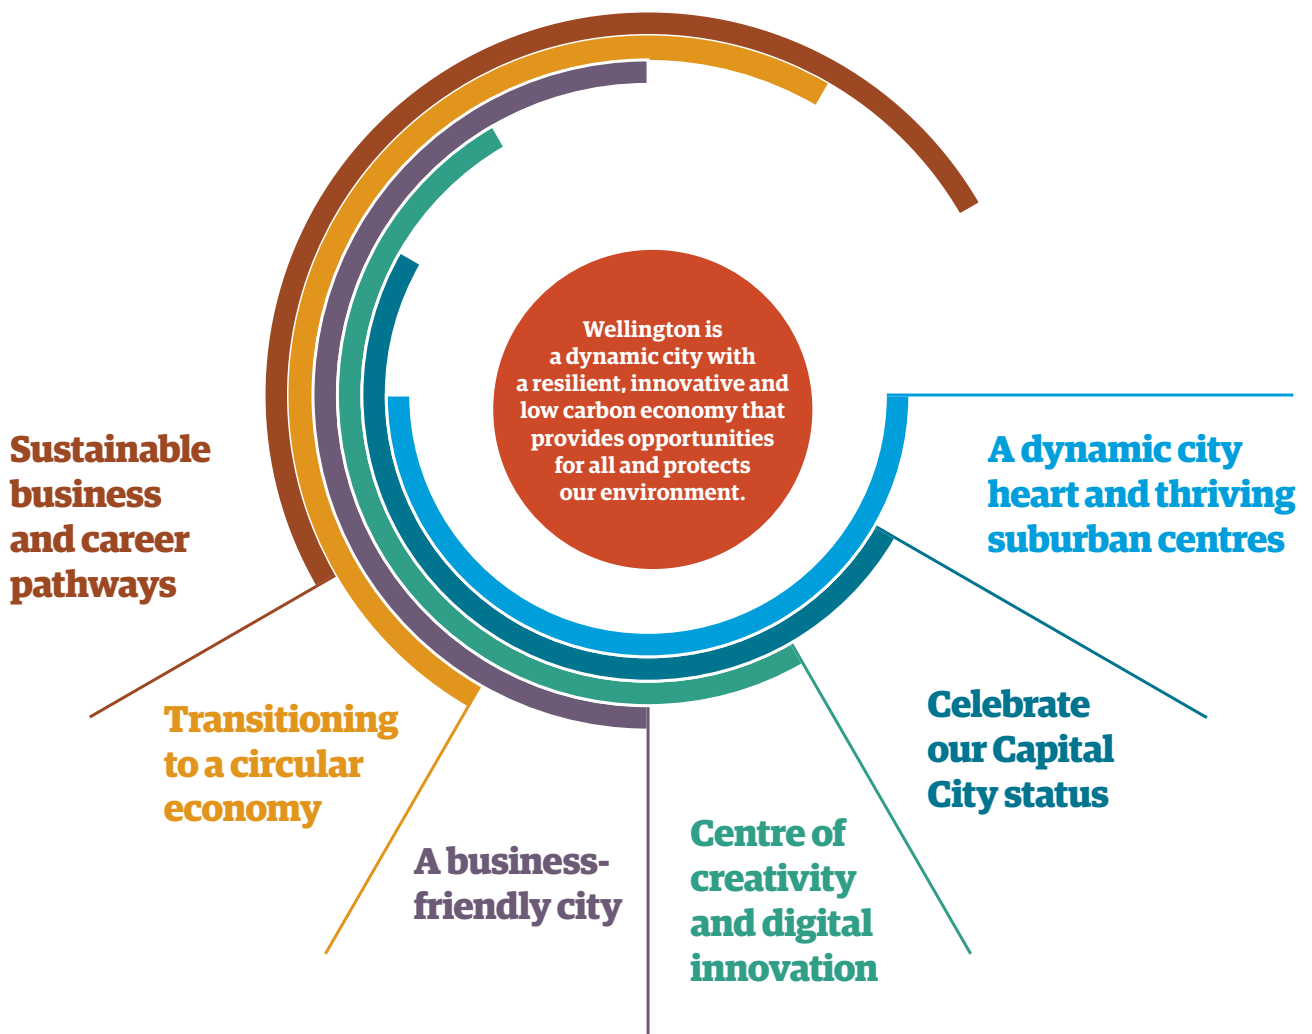 Wellington is
a dynamic city with
a resilient, innovative and
low carbon economy that
provides opportunities
for all and protects
our environment.
Sustainable
business
and career
pathways
Transitioning
to a circular
economy
A business-
friendly city
Centre of
creativity
and digital
innovation
Celebrate
our Capital
City status
A dynamic city
heart and thriving
suburban centres